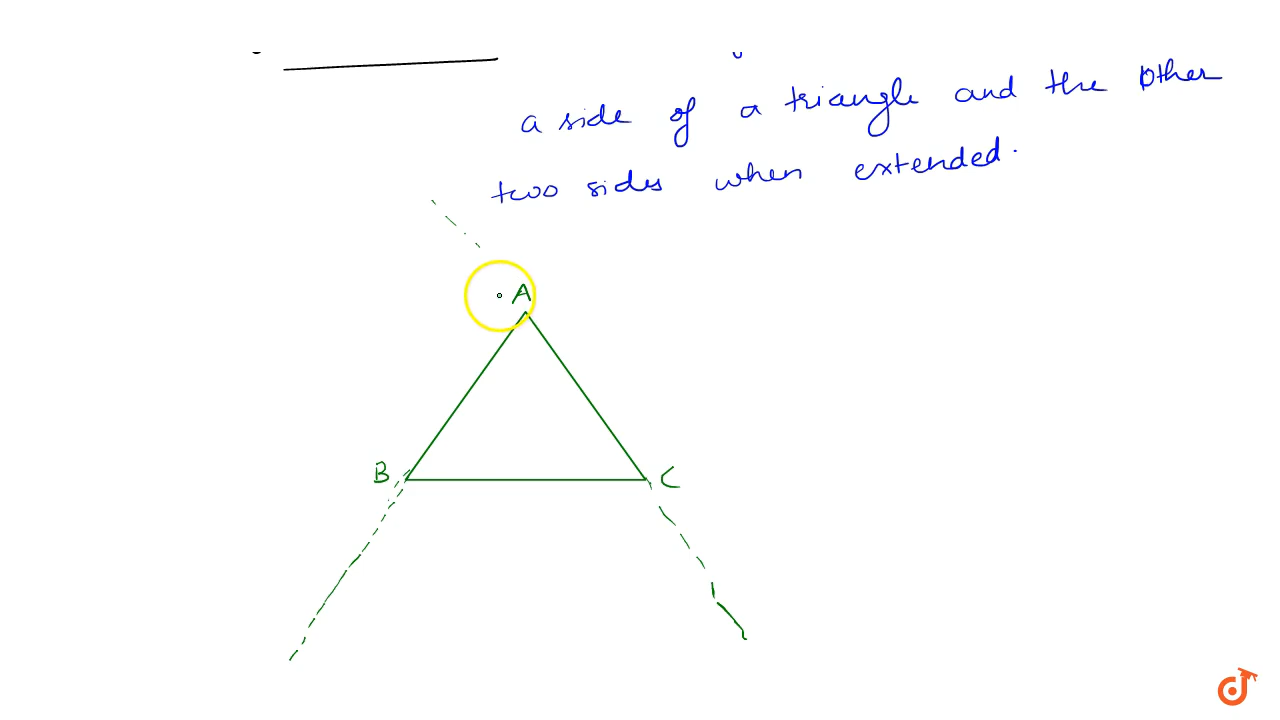 a side of a triangle and the other
two sides when extended.
A
B
C